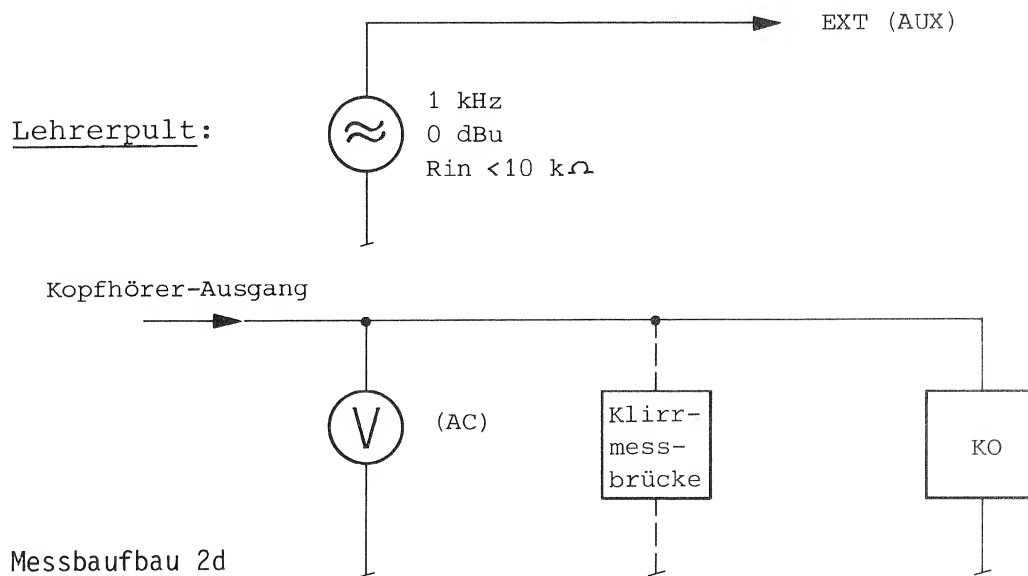 EXT (AUX)
1 kHz
Lehrerpult:
0 dBu
Rin <10 kΩ
Kopfhörer-Ausgang
V
(AC)
Klirr-
mess-
brücke
KO
Messbaufbau 2d